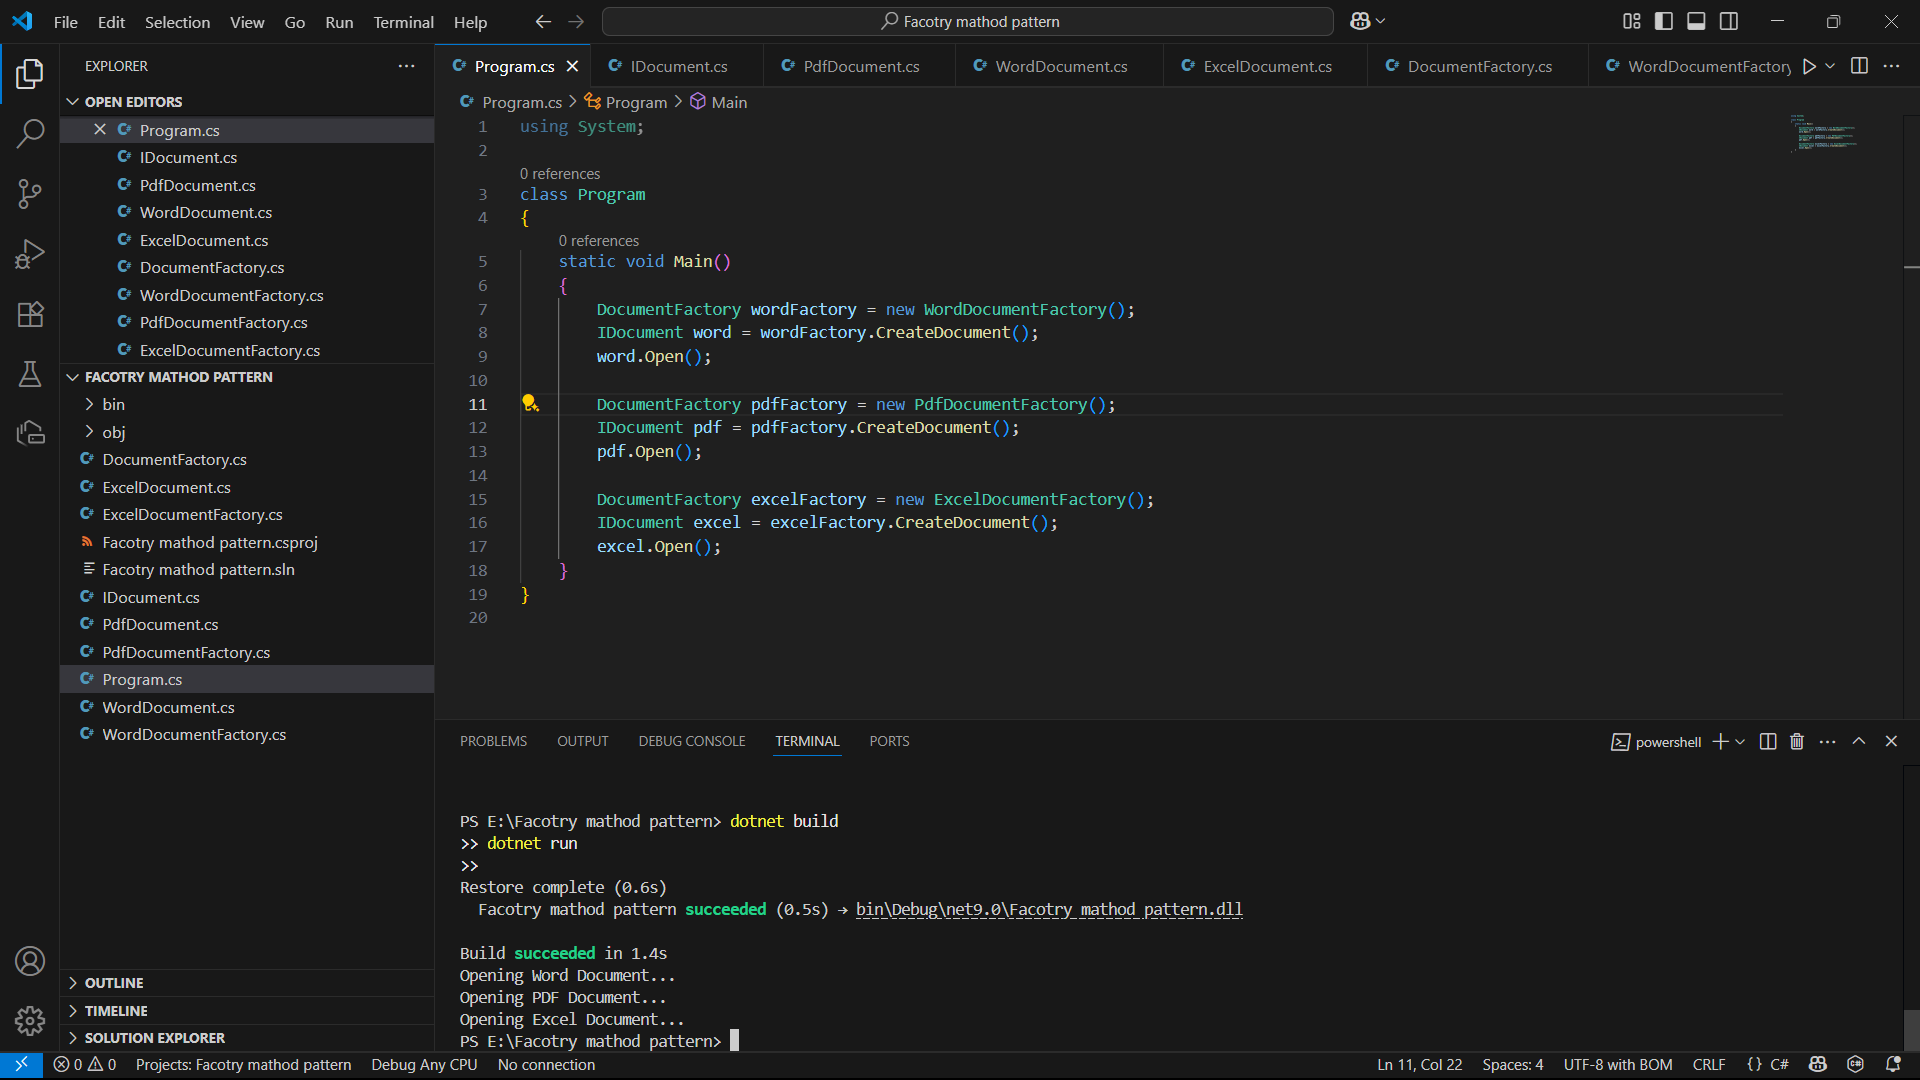 File Edit Selection View Go Run Terminal Help
Facotry mathod pattern
EXPLORER
OPEN EDITORS
Program.cs
IDocument.cs
PdfDocument.cs
WordDocument.cs
ExcelDocument.cs
DocumentFactory.cs
WordDocumentFactory.cs
PdfDocumentFactory.cs
ExcelDocumentFactory.cs
FACOTRY MATHOD PATTERN
bin
obj
DocumentFactory.cs
ExcelDocument.cs
ExcelDocumentFactory.cs
Facotry mathod pattern.csproj
Facotry mathod pattern.sln
IDocument.cs
PdfDocument.cs
PdfDocumentFactory.cs
Program.cs
WordDocument.cs
WordDocumentFactory.cs
OUTLINE
TIMELINE
SOLUTION EXPLORER
Program.cs IDocument.cs PdfDocument.cs WordDocument.cs ExcelDocument.cs DocumentFactory.cs WordDocumentFactory
Program.cs > Program > Main
1 using System;
2
0 references
3 class Program
4 {
0 references
5 static void Main()
6 {
7 DocumentFactory wordFactory = new WordDocumentFactory();
8 IDocument word = wordFactory.CreateDocument();
9 word.Open();
10
11 DocumentFactory pdfFactory = new PdfDocumentFactory();
12 IDocument pdf = pdfFactory.CreateDocument();
13 pdf.Open();
14
15 DocumentFactory excelFactory = new ExcelDocumentFactory();
16 IDocument excel = excelFactory.CreateDocument();
17 excel.Open();
18 }
19 }
20
PROBLEMS OUTPUT DEBUG CONSOLE TERMINAL PORTS
powershell
PS E:\Facotry mathod pattern> dotnet build
>> dotnet run
>>
Restore complete (0.6s)
Facotry mathod pattern succeeded (0.5s) → bin\Debug\net9.0\Facotry mathod pattern.dll
Build succeeded in 1.4s
Opening Word Document...
Opening PDF Document...
Opening Excel Document...
PS E:\Facotry mathod pattern>
0 0 Projects: Facotry mathod pattern Debug Any CPU No connection
Ln 11, Col 22 Spaces: 4 UTF-8 with BOM CRLF {} C#